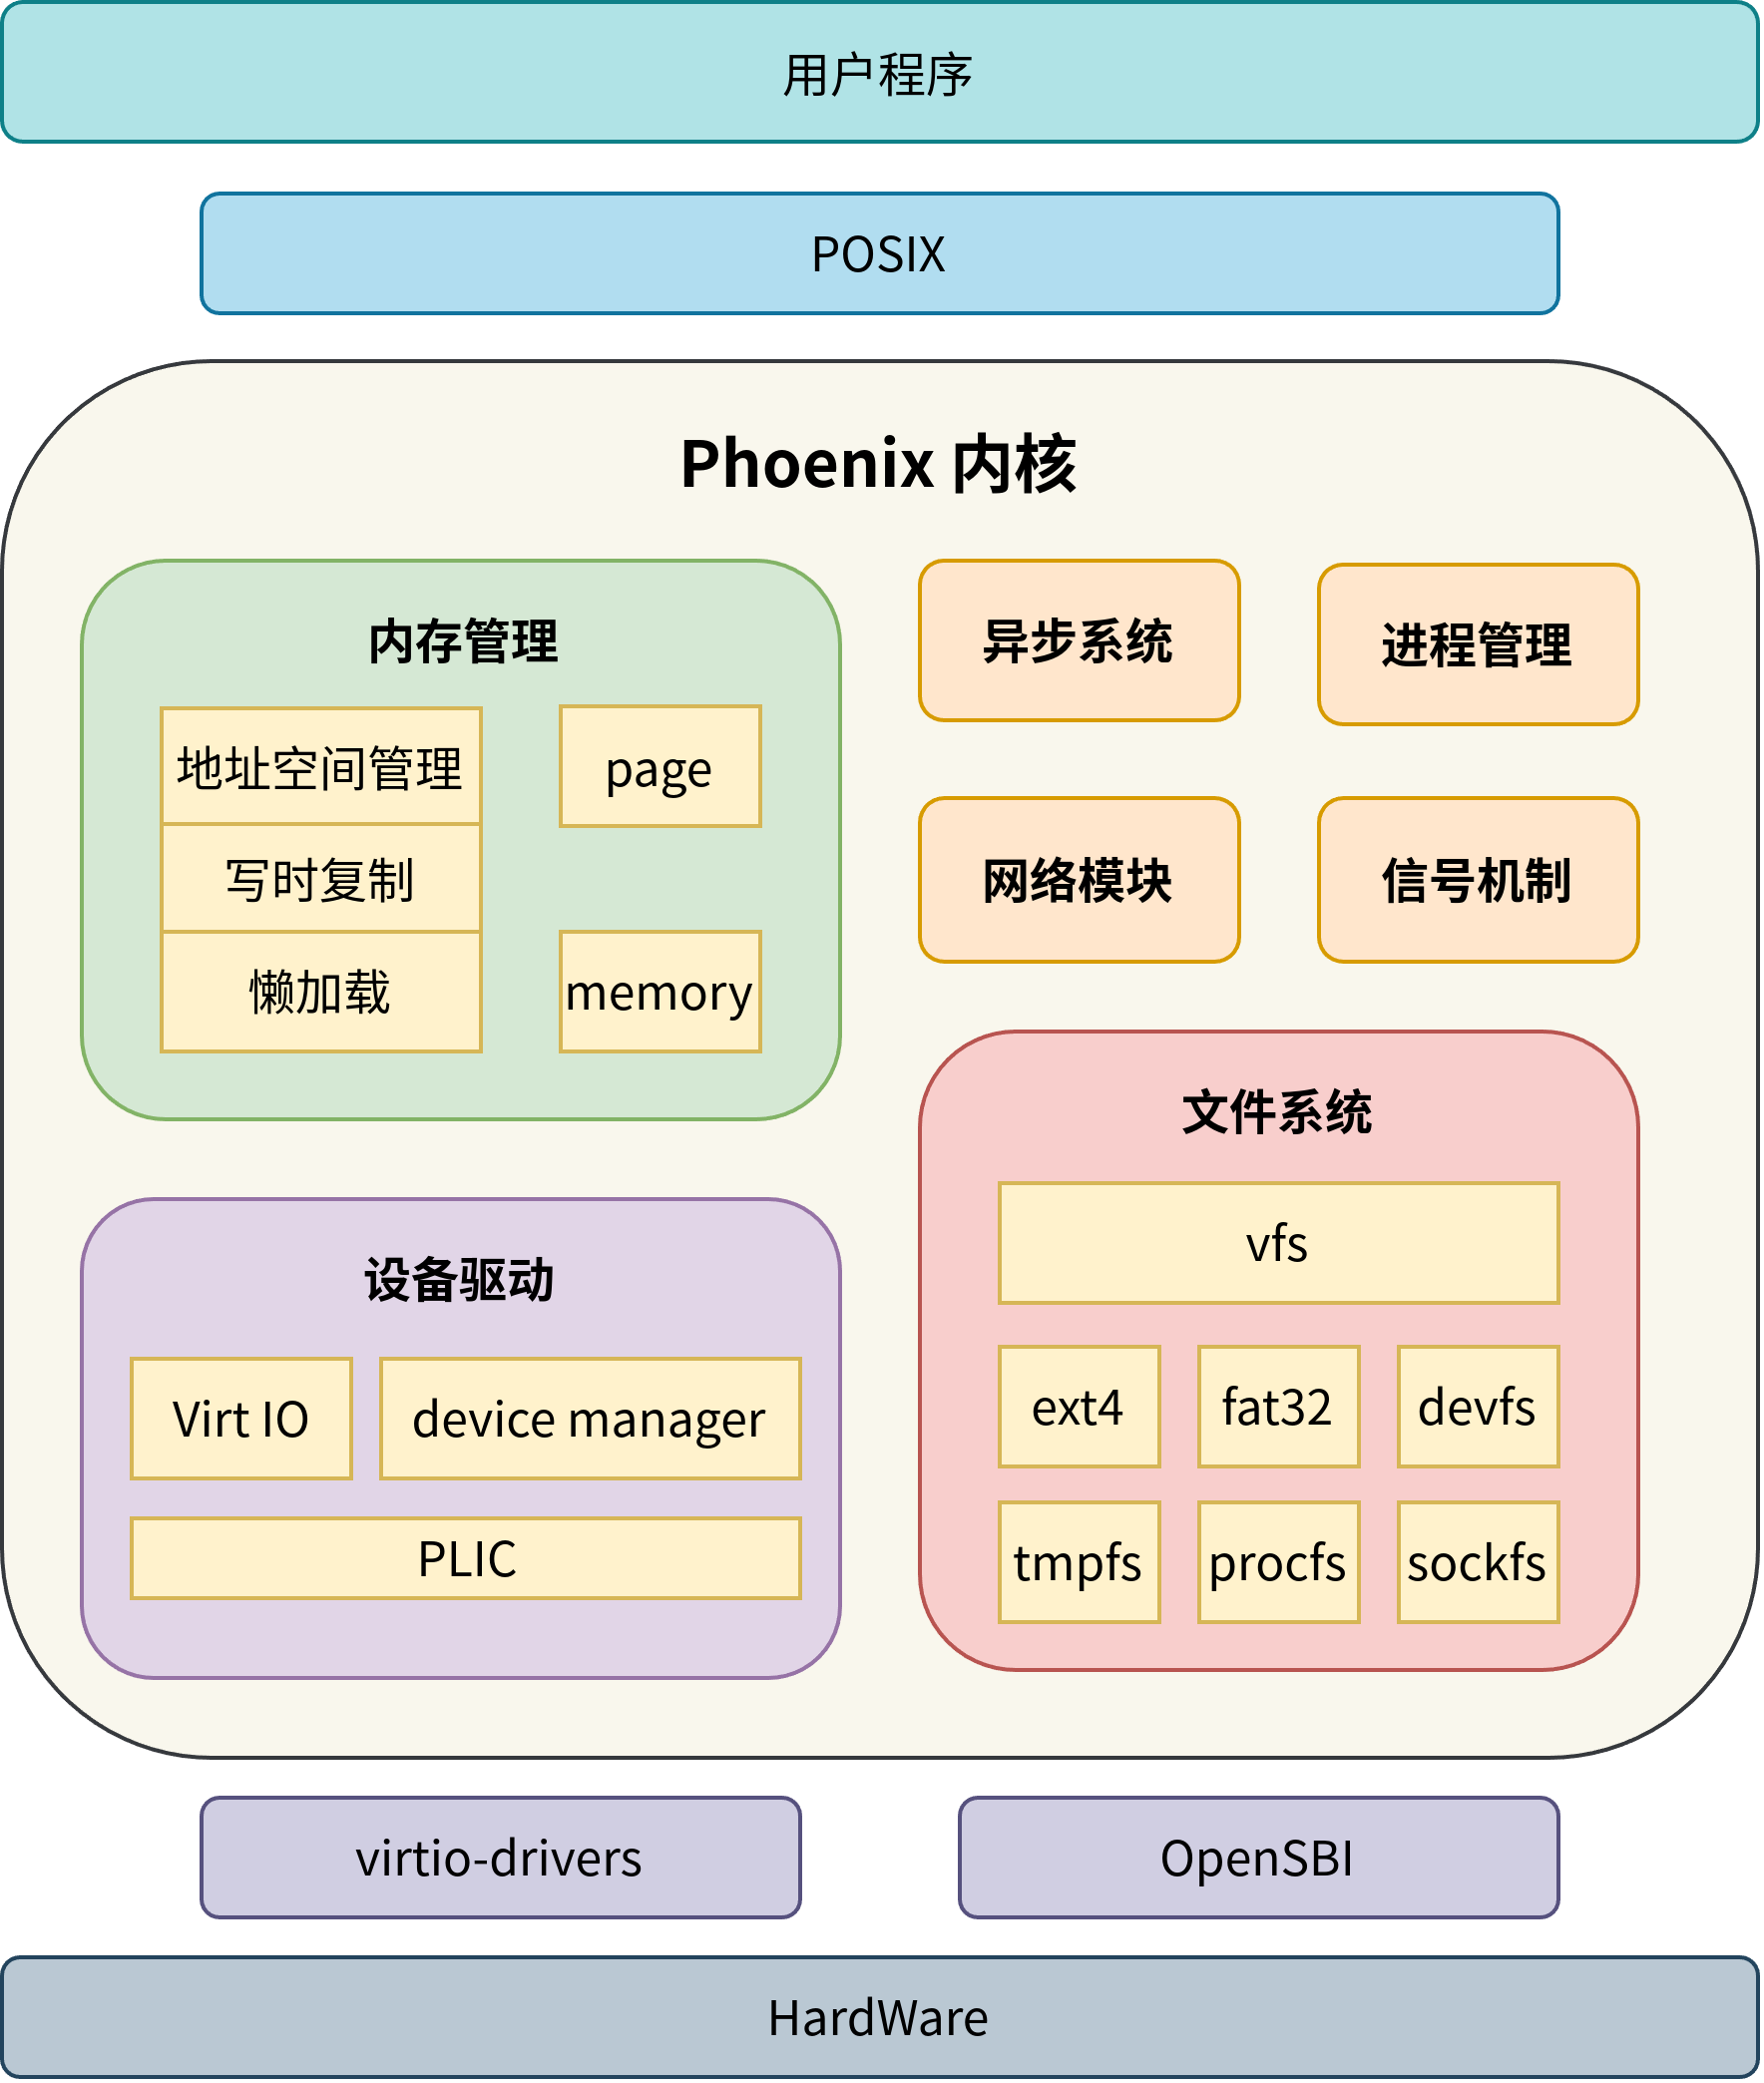 用户程序
POSIX
Phoenix 内核
内存管理
地址空间管理
page
写时复制
懒加载
memory
异步系统
进程管理
网络模块
信号机制
设备驱动
Virt IO
device manager
PLIC
文件系统
vfs
ext4
fat32
devfs
tmpfs
procfs
sockfs
virtio-drivers
OpenSBI
HardWare